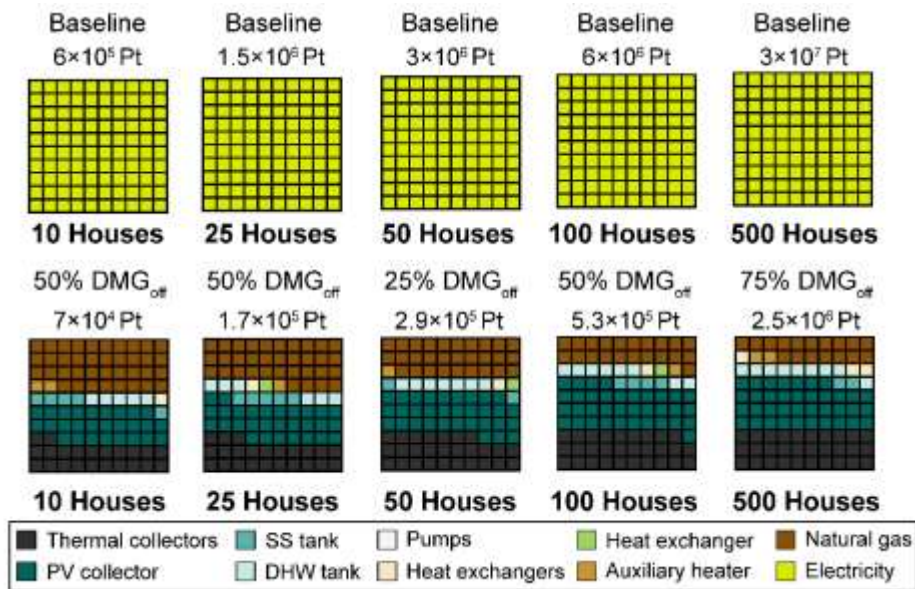 Baseline Baseline Baseline Baseline Baseline
6×10⁵ Pt 1.5×10⁶ Pt 3×10⁶ Pt 6×10⁶ Pt 3×10⁷ Pt
10 Houses 25 Houses 50 Houses 100 Houses 500 Houses
50% DMGoff 50% DMGoff 25% DMGoff 50% DMGoff 75% DMGoff
7×10⁴ Pt 1.7×10⁵ Pt 2.9×10⁵ Pt 5.3×10⁵ Pt 2.5×10⁶ Pt
10 Houses 25 Houses 50 Houses 100 Houses 500 Houses
Thermal collectors SS tank Pumps Heat exchanger Natural gas
PV collector DHW tank Heat exchangers Auxiliary heater Electricity